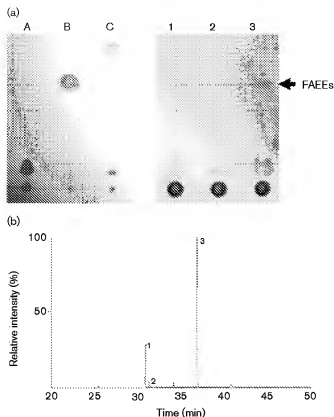 (a)
A B C 1 2 3
FAEEs
(b)
100
3
50
1
2
20 25 30 35 40 45 50
Relative intensity (%)
Time (min)